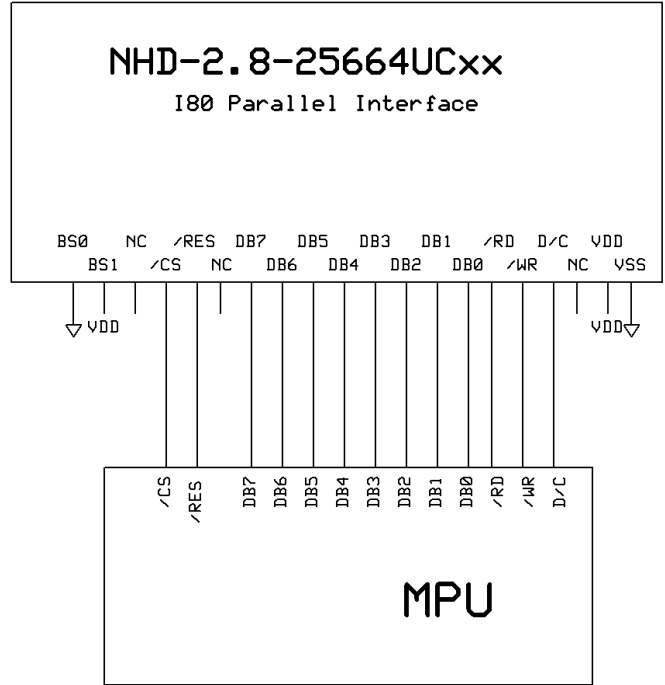 NHD-2.8-25664UCxx
I80 Parallel Interface
BS0 NC /RES DB7 DB5 DB3 DB1 /RD D/C VDD
BS1 /CS NC DB6 DB4 DB2 DB0 /WR NC VSS
VDD VDD
/CS /RES DB7 DB6 DB5 DB4 DB3 DB2 DB1 DB0 /RD /WR D/C
MPU